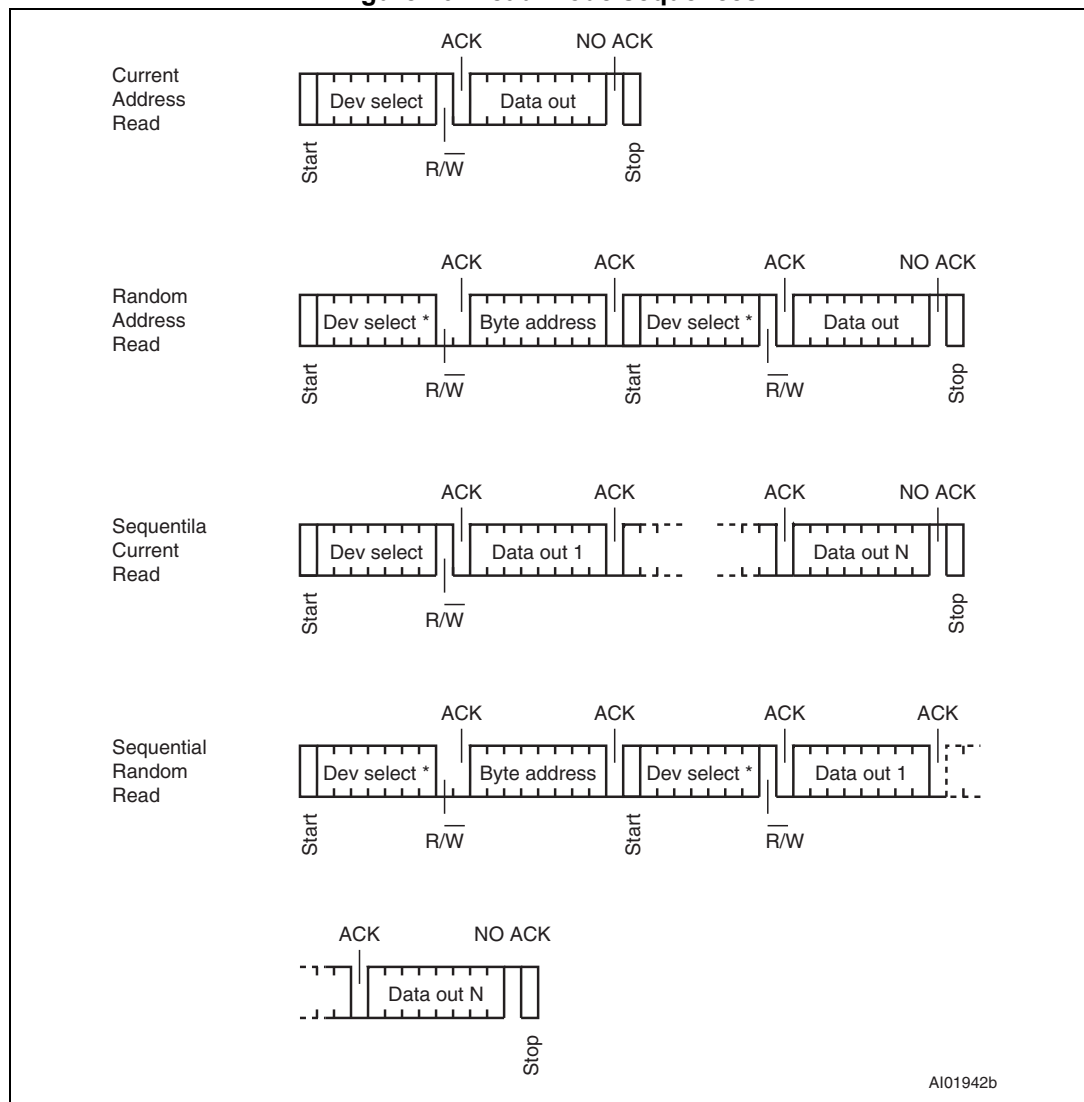 ACK NO ACK
Current
Address
Read
Dev select Data out
Start R/W Stop
ACK ACK ACK NO ACK
Random
Address
Read
Dev select * Byte address Dev select * Data out
Start R/W Start R/W Stop
ACK ACK ACK NO ACK
Sequentila
Current
Read
Dev select Data out 1 Data out N
Start R/W Stop
ACK ACK ACK ACK
Sequential
Random
Read
Dev select * Byte address Dev select * Data out 1
Start R/W Start R/W
ACK NO ACK
Data out N
Stop
AI01942b